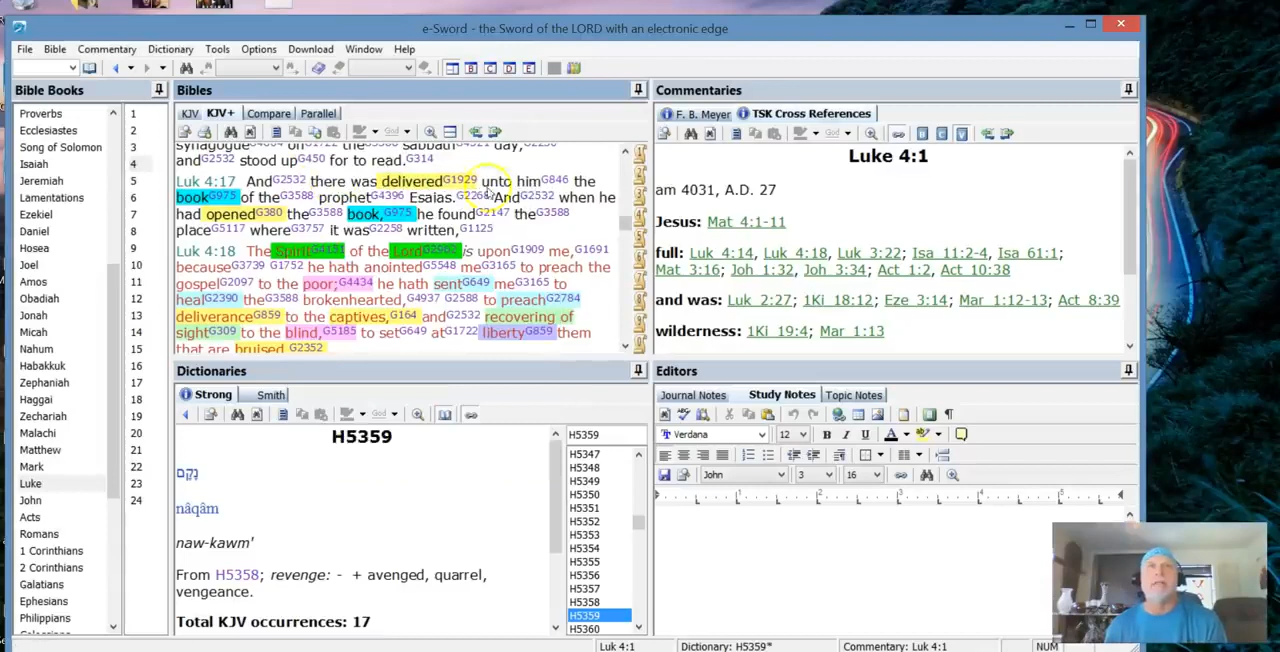 e-Sword - the Sword of the LORD with an electronic edge
File Bible Commentary Dictionary Tools Options Download Window Help
B C D E
Bible Books
Proverbs
Ecclesiastes
Song of Solomon
Isaiah
Jeremiah
Lamentations
Ezekiel
Daniel
Hosea
Joel
Amos
Obadiah
Jonah
Micah
Nahum
Habakkuk
Zephaniah
Haggai
Zechariah
Malachi
Matthew
Mark
Luke
John
Acts
Romans
1 Corinthians
2 Corinthians
Galatians
Ephesians
Philippians
1
2
3
4
5
6
7
8
9
10
11
12
13
14
15
16
17
18
19
20
21
22
23
24
Bibles
KJV KJV+ Compare Parallel
synagogue on the sabbath day,
andG2532 stood upG450 for to read.G314
Luk 4:17 AndG2532 there was deliveredG1929 unto himG846 the
bookG975 of theG3588 prophetG4396 Esaias.G2268 AndG2532 when he
had openedG380 theG3588 book,G975 he foundG2147 theG3588
placeG5117 whereG3757 it wasG2258 written,G1125
Luk 4:18 The SpiritG4151 of the LordG2962 is uponG1909 me,G1691
becauseG3739 G1752 he hath anointedG5548 meG3165 to preach the
gospelG2097 to the poor;G4434 he hath sentG649 meG3165 to
healG2390 theG3588 brokenhearted,G4937 G2588 to preachG2784
deliveranceG859 to the captives,G164 andG2532 recovering of
sightG309 to the blind,G5185 to setG649 atG1722 libertyG859 them
that are bruised,G2352
Commentaries
F. B. Meyer TSK Cross References
Luke 4:1
am 4031, A.D. 27
Jesus: Mat 4:1-11
full: Luk 4:14, Luk 4:18, Luk 3:22; Isa 11:2-4, Isa 61:1;
Mat 3:16; Joh 1:32, Joh 3:34; Act 1:2, Act 10:38
and was: Luk 2:27; 1Ki 18:12; Eze 3:14; Mar 1:12-13; Act 8:39
wilderness: 1Ki 19:4; Mar 1:13
Dictionaries
Strong Smith
H5359
נָקָם
nâqâm
naw-kawm'
From H5358; revenge: - + avenged, quarrel,
vengeance.
Total KJV occurrences: 17
H5359
H5347
H5348
H5349
H5350
H5351
H5352
H5353
H5354
H5355
H5356
H5357
H5358
H5359
H5360
Editors
Journal Notes Study Notes Topic Notes
Verdana 12 B I U A
John 3 16
1 2 3 4 5
Luk 4:1 Dictionary: H5359* Commentary: Luk 4:1 NUM